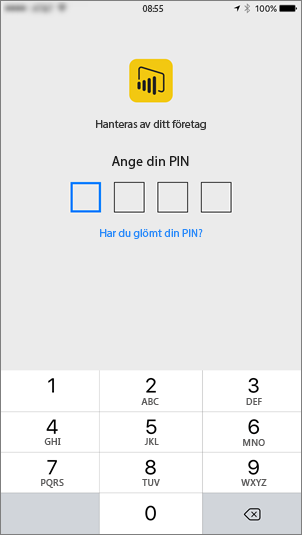 08:55
100%
Hanteras av ditt företag
Ange din PIN
Har du glömt din PIN?
1
2
3
ABC
DEF
4
5
6
GHI
JKL
MNO
7
8
9
PQRS
TUV
WXYZ
0